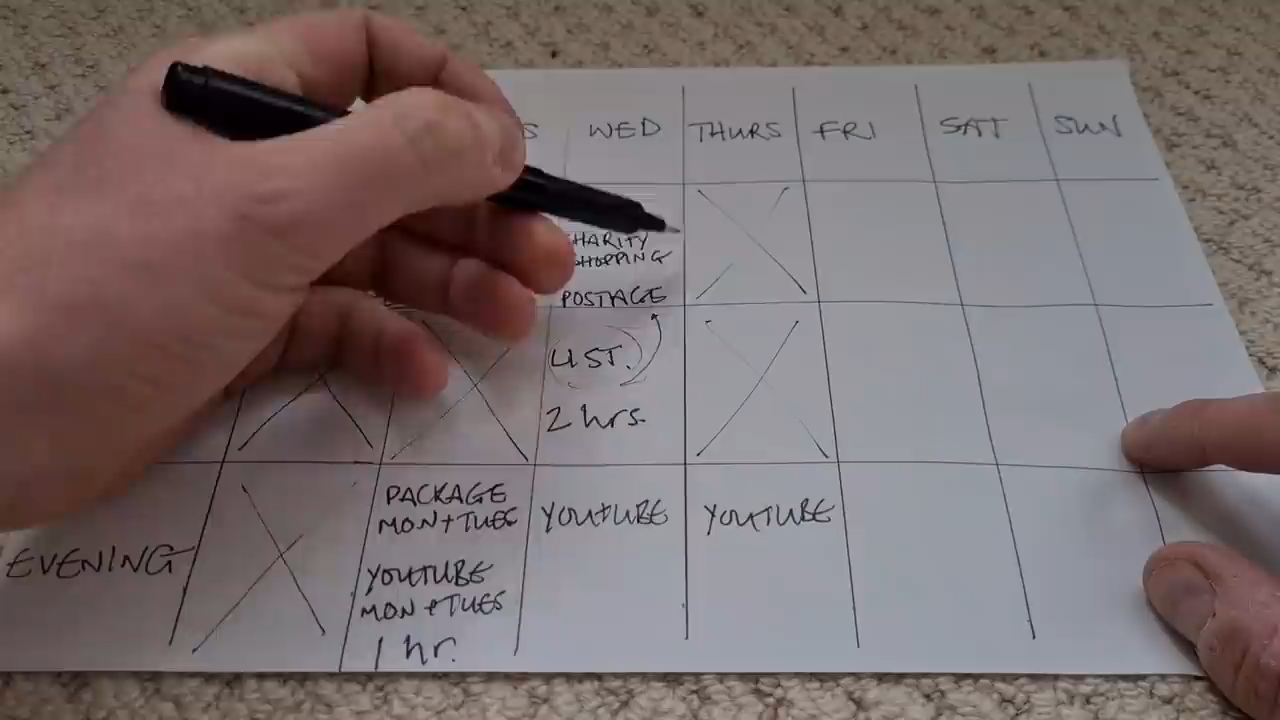 WED THURS FRI SAT SUN
CHARITY
SHOPPING
POSTAGE
(LIST.)
2 hrs.
EVENING
PACKAGE
MON+TUES
YOUTUBE
MON+TUES
1 hr.
YOUTUBE
YOUTUBE